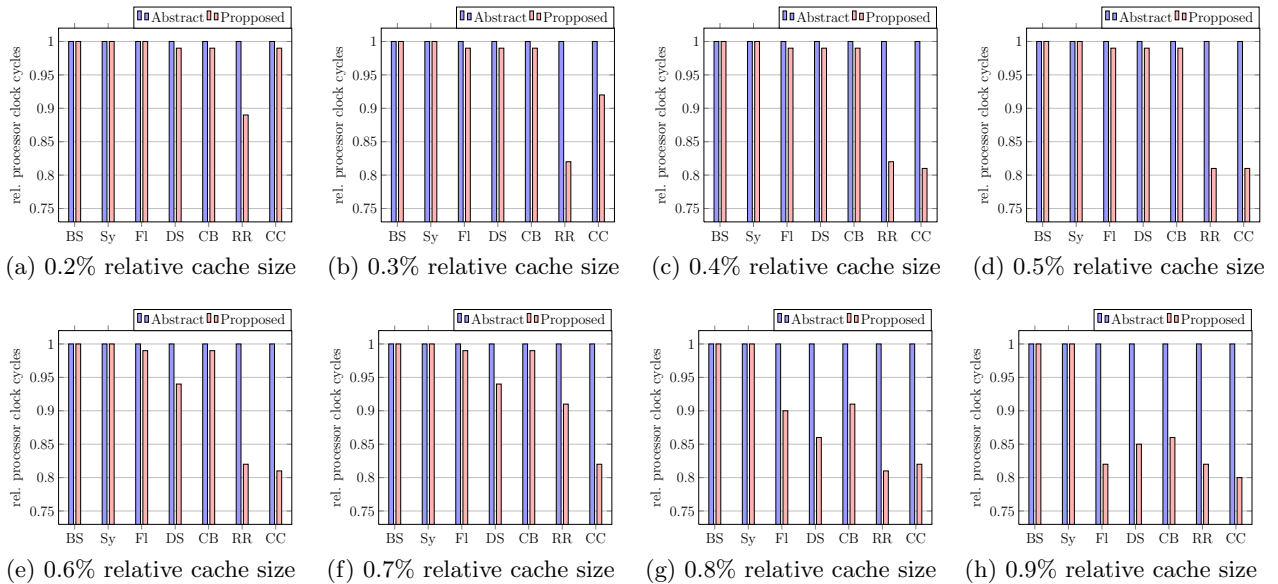 Abstract Propposed
rel. processor clock cycles
1
0.95
0.9
0.85
0.8
0.75
BS Sy Fl DS CB RR CC
(a) 0.2% relative cache size
Abstract Propposed
rel. processor clock cycles
1
0.95
0.9
0.85
0.8
0.75
BS Sy Fl DS CB RR CC
(b) 0.3% relative cache size
Abstract Propposed
rel. processor clock cycles
1
0.95
0.9
0.85
0.8
0.75
BS Sy Fl DS CB RR CC
(c) 0.4% relative cache size
Abstract Propposed
rel. processor clock cycles
1
0.95
0.9
0.85
0.8
0.75
BS Sy Fl DS CB RR CC
(d) 0.5% relative cache size
Abstract Propposed
rel. processor clock cycles
1
0.95
0.9
0.85
0.8
0.75
BS Sy Fl DS CB RR CC
(e) 0.6% relative cache size
Abstract Propposed
rel. processor clock cycles
1
0.95
0.9
0.85
0.8
0.75
BS Sy Fl DS CB RR CC
(f) 0.7% relative cache size
Abstract Propposed
rel. processor clock cycles
1
0.95
0.9
0.85
0.8
0.75
BS Sy Fl DS CB RR CC
(g) 0.8% relative cache size
Abstract Propposed
rel. processor clock cycles
1
0.95
0.9
0.85
0.8
0.75
BS Sy Fl DS CB RR CC
(h) 0.9% relative cache size